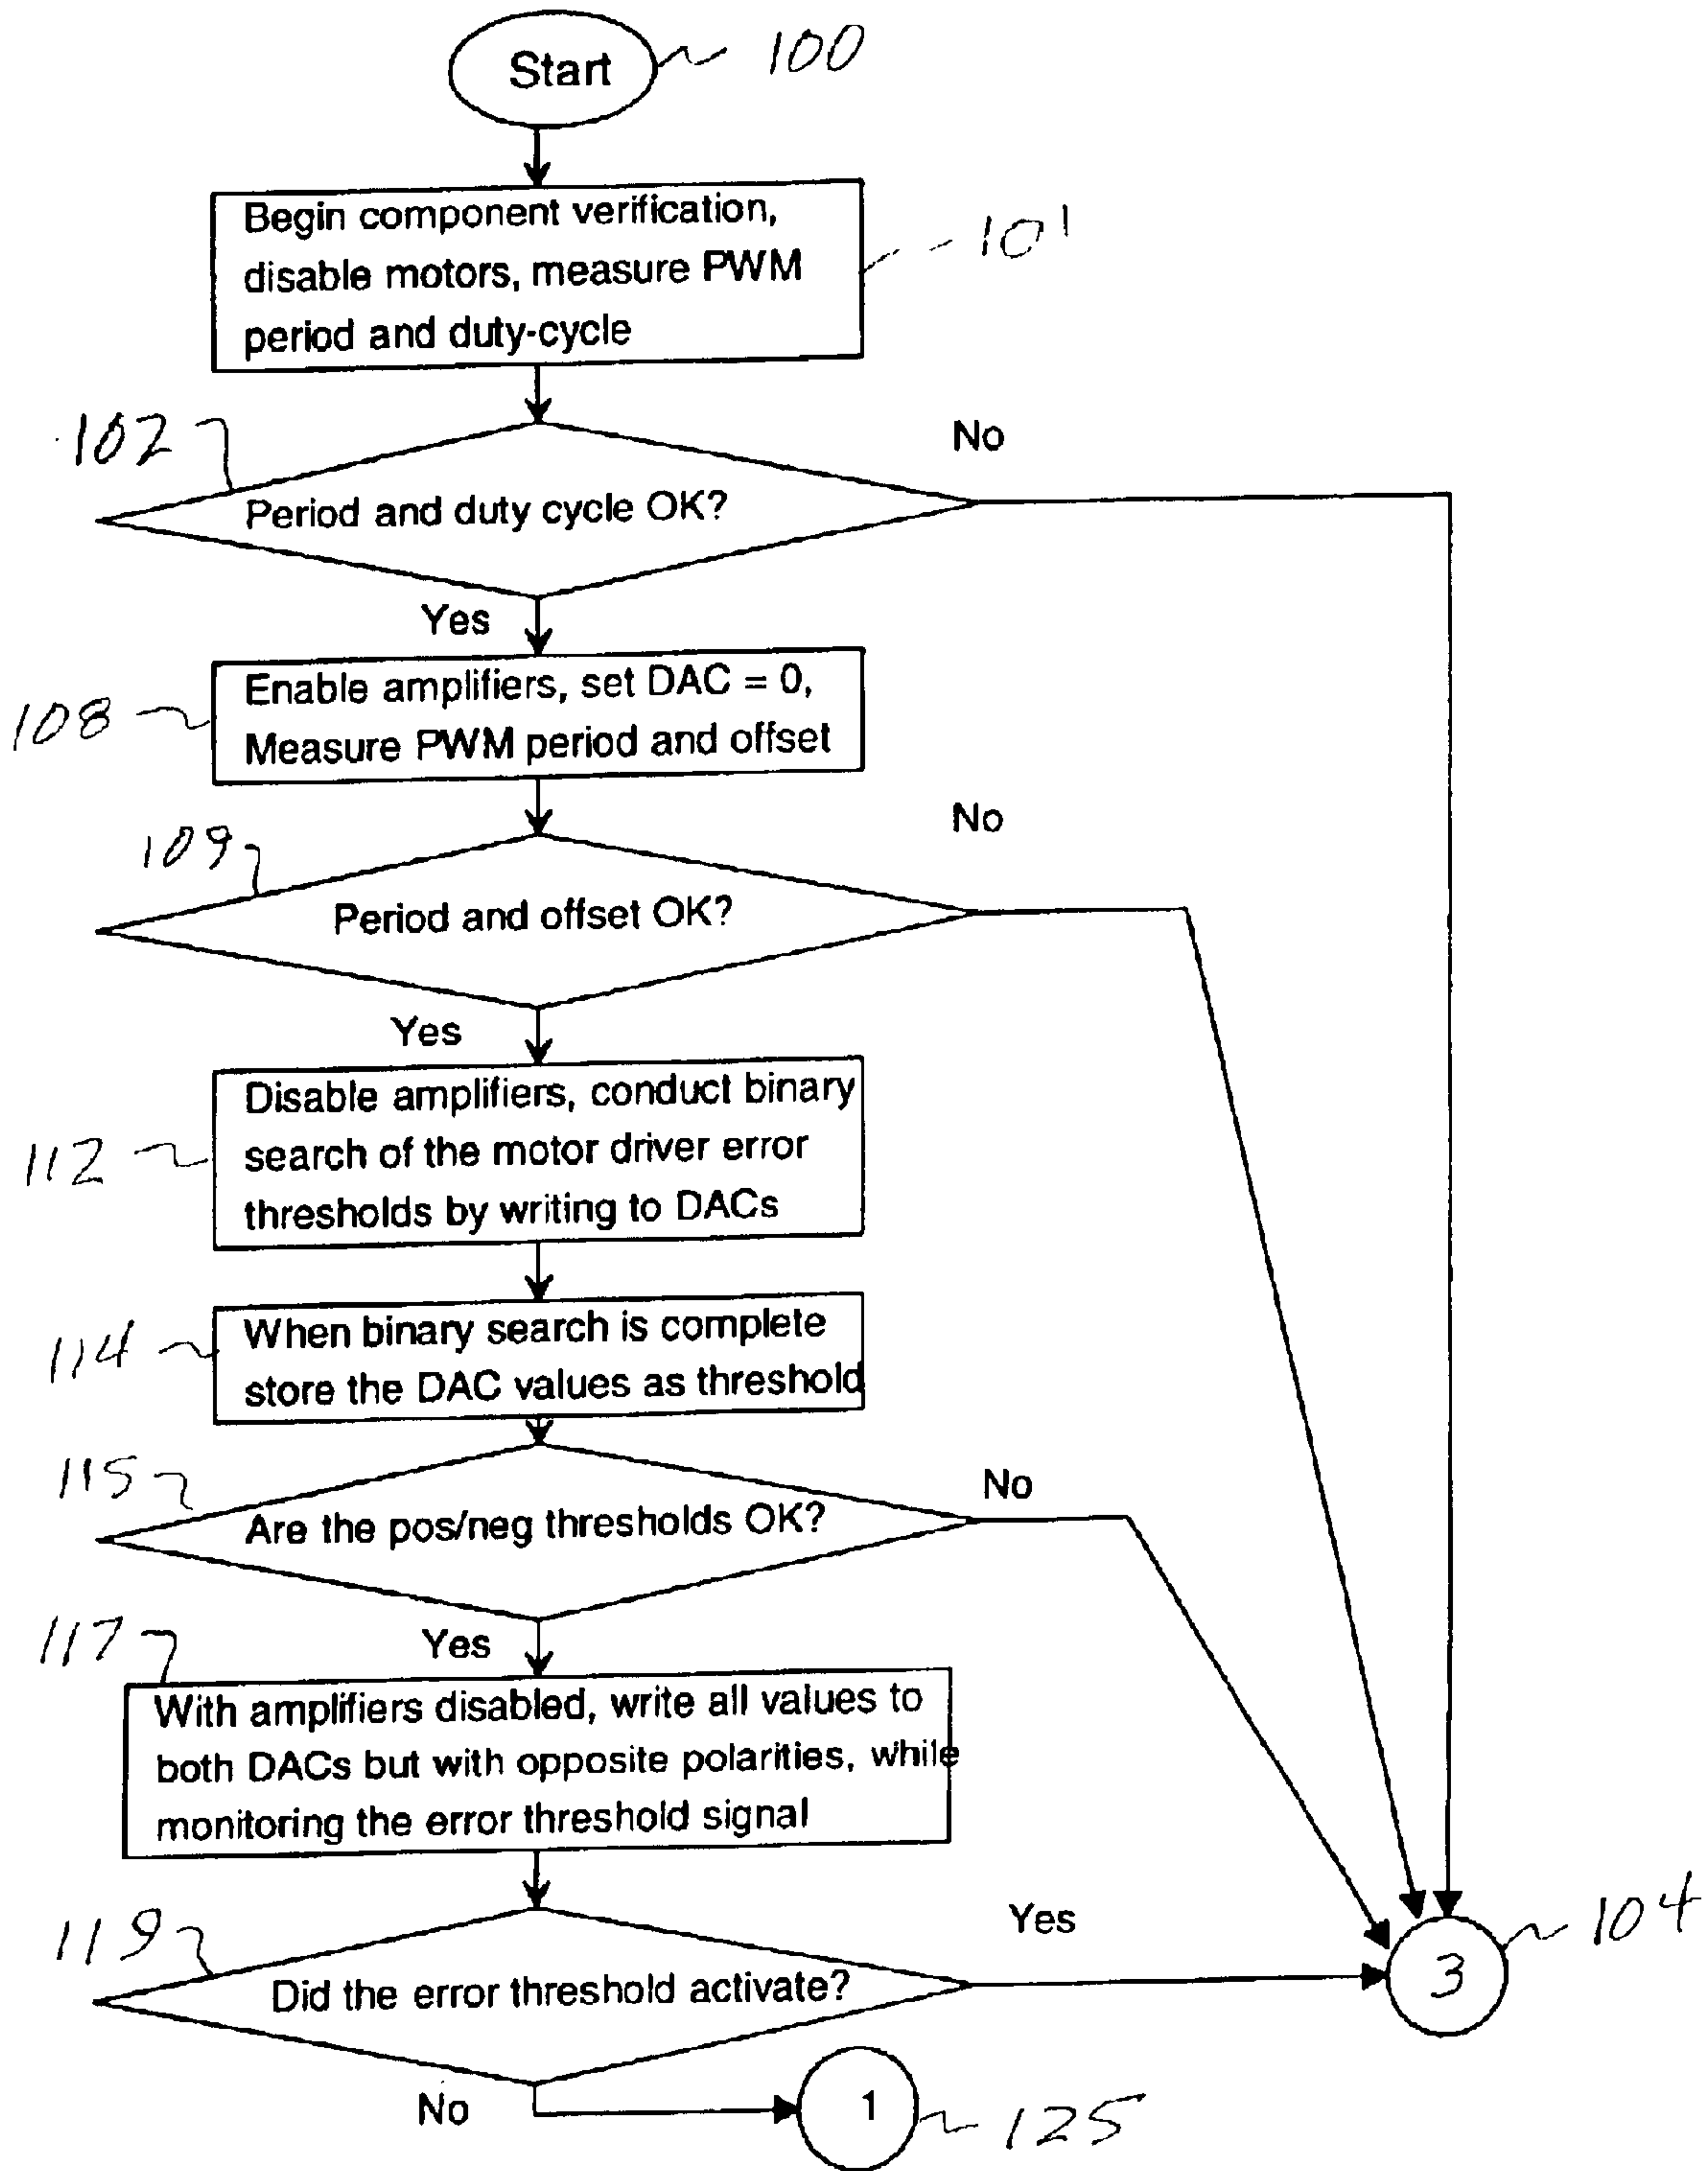 Start
100
Begin component verification,
disable motors, measure PWM
period and duty-cycle
101
102
No
Period and duty cycle OK?
Yes
Enable amplifiers, set DAC = 0,
Measure PWM period and offset
108
No
109
Period and offset OK?
Yes
Disable amplifiers, conduct binary
search of the motor driver error
thresholds by writing to DACs
112
When binary search is complete
store the DAC values as threshold
114
115
No
Are the pos/neg thresholds OK?
117
Yes
With amplifiers disabled, write all values to
both DACs but with opposite polarities, while
monitoring the error threshold signal
119
Yes
104
3
Did the error threshold activate?
No
1
125